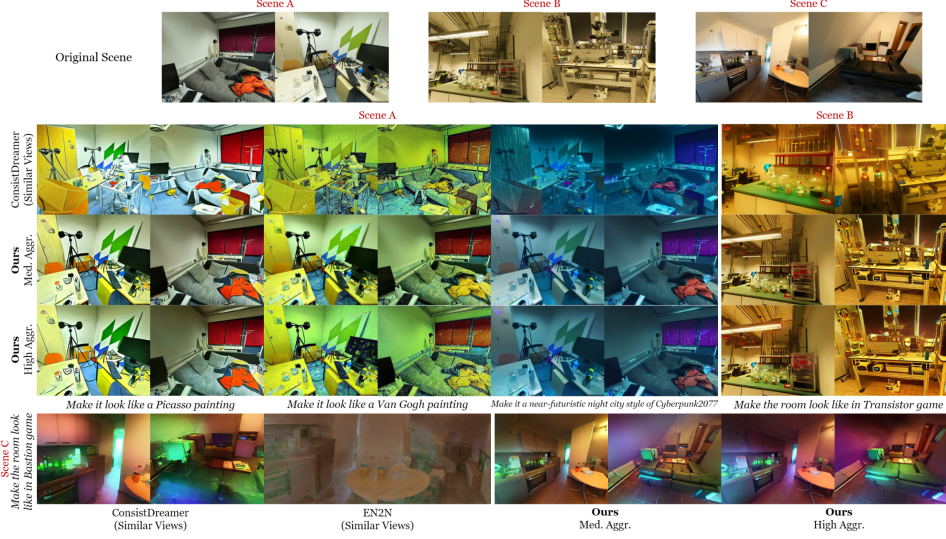 Scene A
Scene B
Scene C
Original Scene
Scene A
Scene B
ConsistDreamer
(Similar Views)
Ours
Med. Aggr.
Ours
High Aggr.
Make it look like a Picasso painting
Make it look like a Van Gogh painting
Make it a near-futuristic night city style of Cyberpunk2077
Make the room look like in Transistor game
Scene C
Make the room look
like in Bastion game
ConsistDreamer
(Similar Views)
EN2N
(Similar Views)
Ours
Med. Aggr.
Ours
High Aggr.